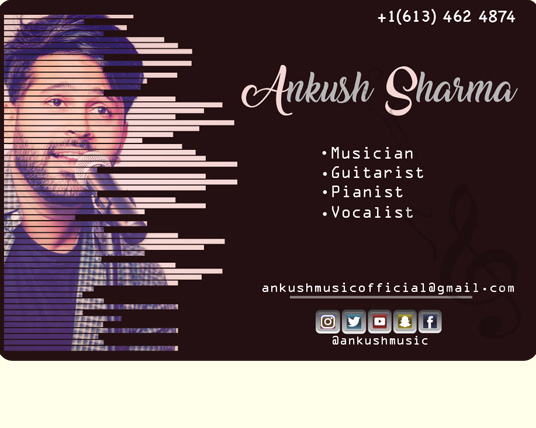 +1(613) 462 4874
Ankush Sharma
•Musician
•Guitarist
•Pianist
•Vocalist
ankushmusicofficial@gmail.com
@ankushmusic